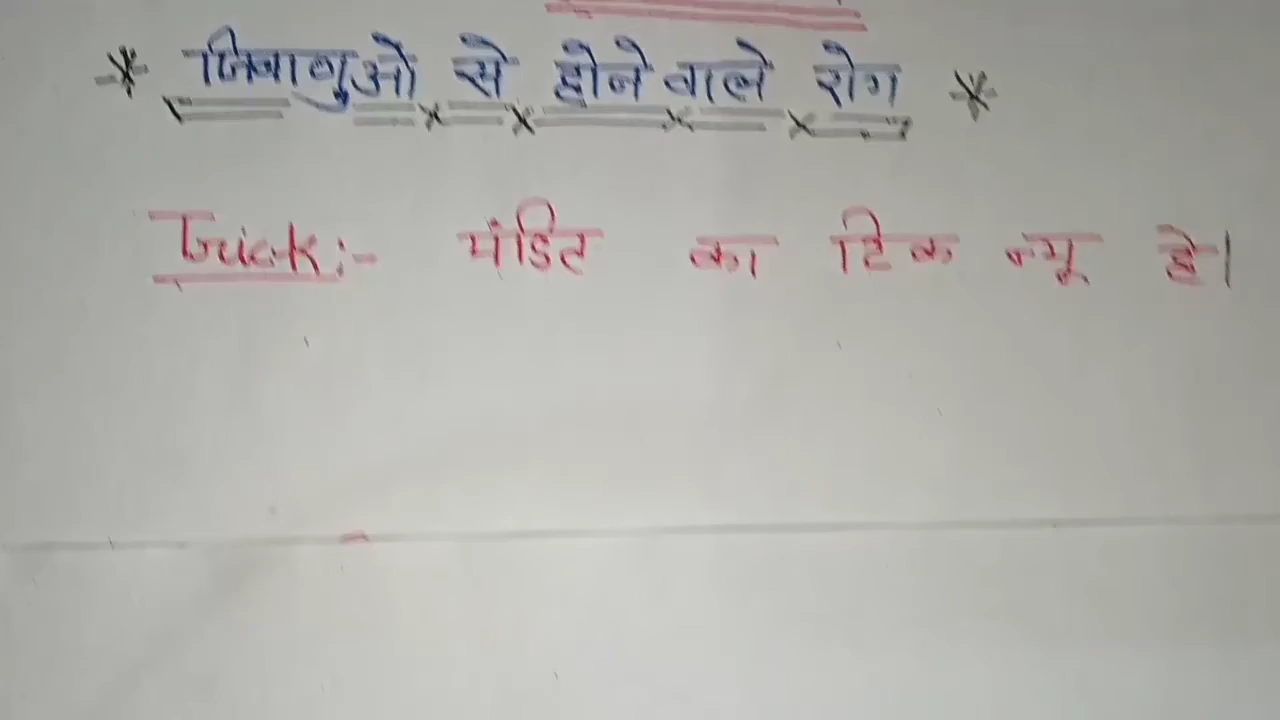 * जिवाणुओ से होने वाले रोग *
Trick:- पंडित का टिक न्यू है।